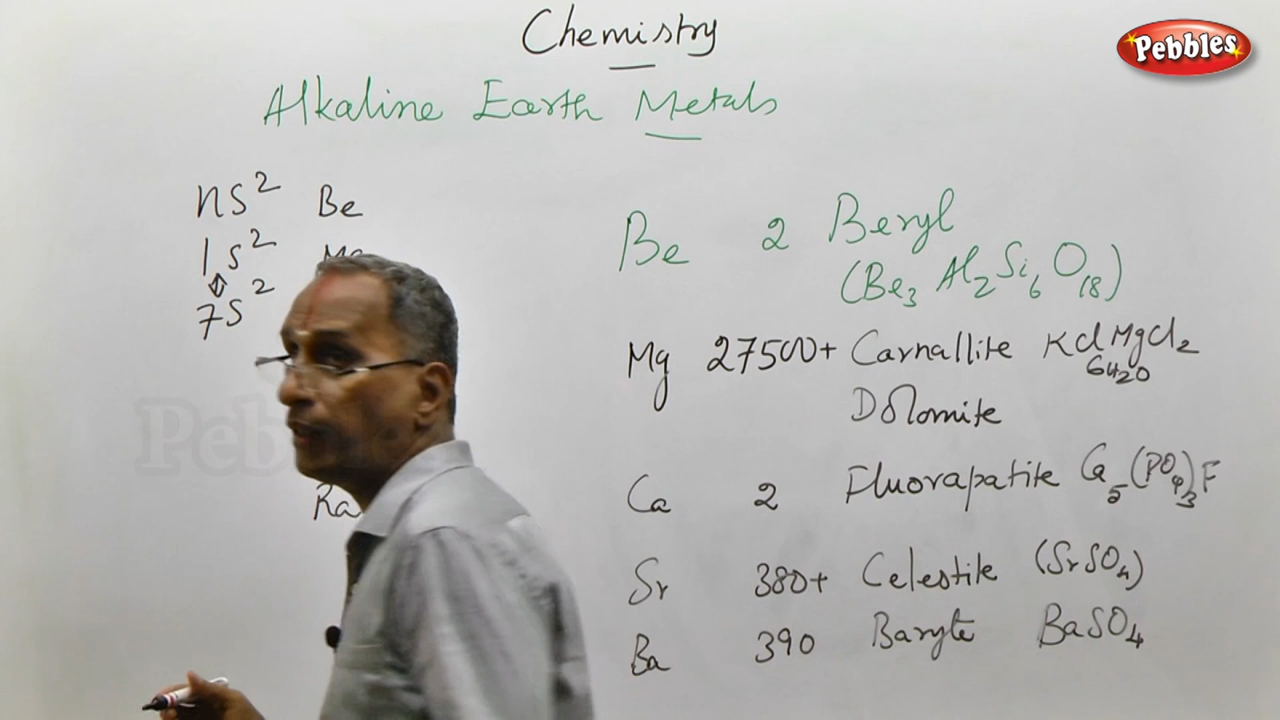 Chemistry
Pebbles
Alkaline Earth Metals
ns² Be
1s²
7s²
Ra
Be 2 Beryl
(Be₃ Al₂ Si₆ O₁₈)
Mg 27500+ Carnallite KCl MgCl₂
6H₂O
Dolomite
Ca 2 Fluorapatite Ca₅(PO₄)₃F
Sr 380+ Celestite (SrSO₄)
Ba 390 Baryte BaSO₄